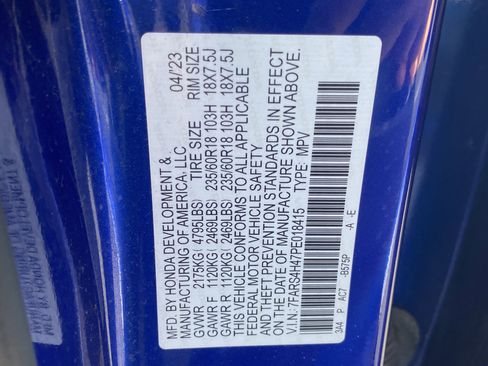 MFD. BY HONDA DEVELOPMENT & 04/23
MANUFACTURING OF AMERICA, LLC
GVWR 2175KG( 4795LBS) TIRE SIZE RIM SIZE
GAWR F 1120KG( 2469LBS) 235/60R18 103H 18X7.5J
GAWR R 1120KG( 2469LBS) 235/60R18 103H 18X7.5J
THIS VEHICLE CONFORMS TO ALL APPLICABLE
FEDERAL MOTOR VEHICLE SAFETY
AND THEFT PREVENTION STANDARDS IN EFFECT
ON THE DATE OF MANUFACTURE SHOWN ABOVE.
V.I.N.:7FARS4H47PE018415 TYPE: MPV
3A4 P AC7 -B575P -A -E